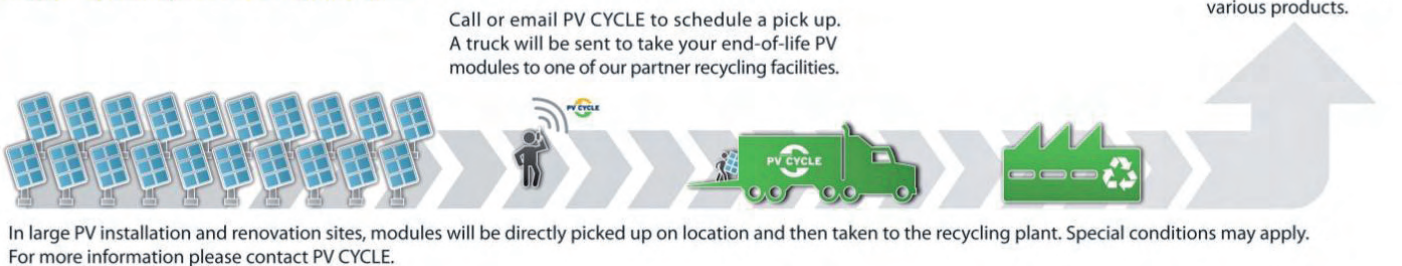 various products.
Call or email PV CYCLE to schedule a pick up.
A truck will be sent to take your end-of-life PV
modules to one of our partner recycling facilities.
PV CYCLE
PV CYCLE
In large PV installation and renovation sites, modules will be directly picked up on location and then taken to the recycling plant. Special conditions may apply.
For more information please contact PV CYCLE.